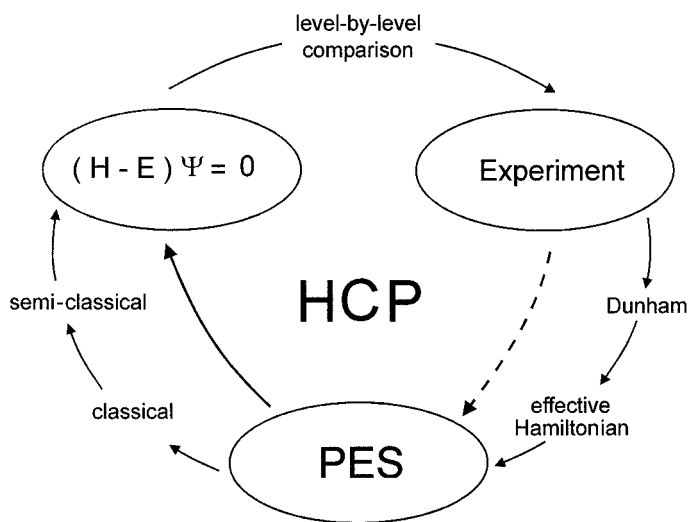 level-by-level
comparison
( H - E ) Ψ = 0
Experiment
HCP
semi-classical
Dunham
classical
effective
Hamiltonian
PES